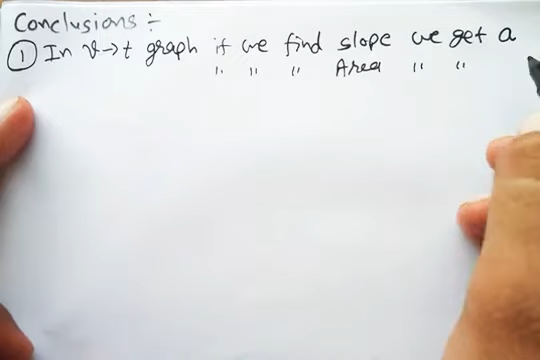 Conclusions :-
① In v→t graph if we find slope we get a
" " " Area " "